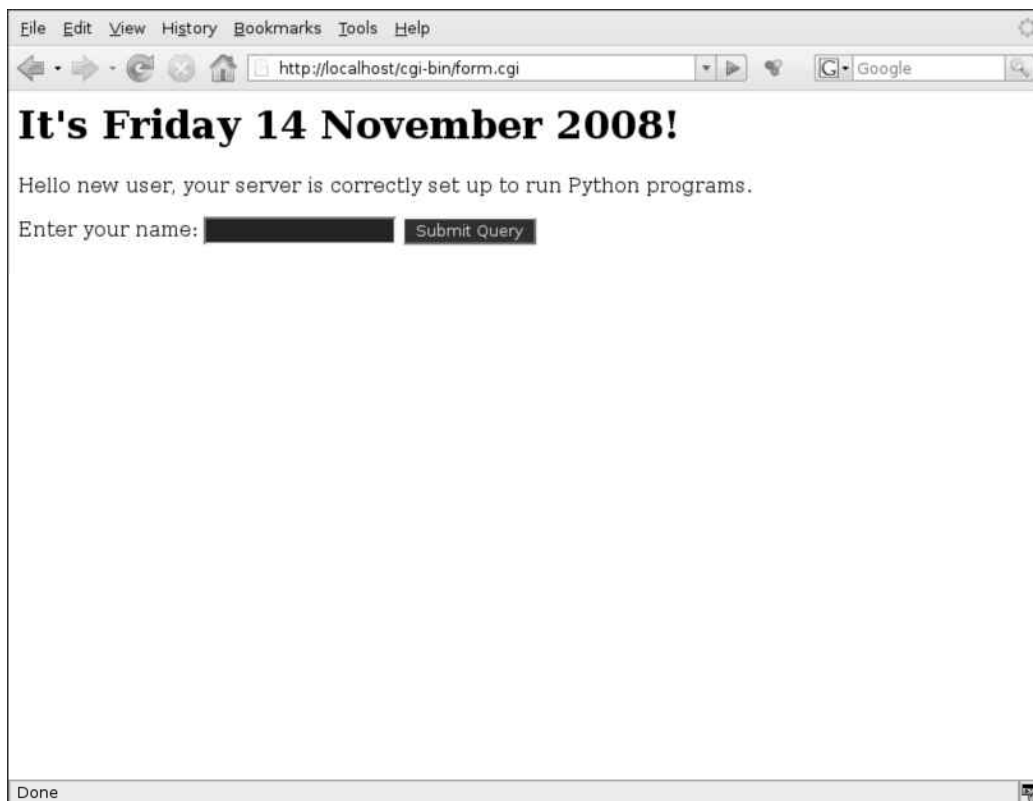 File Edit View History Bookmarks Tools Help
http://localhost/cgi-bin/form.cgi G Google
It's Friday 14 November 2008!
Hello new user, your server is correctly set up to run Python programs.
Enter your name: Submit Query
Done